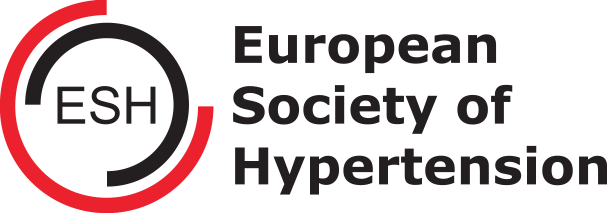 ESH
European
Society of
Hypertension